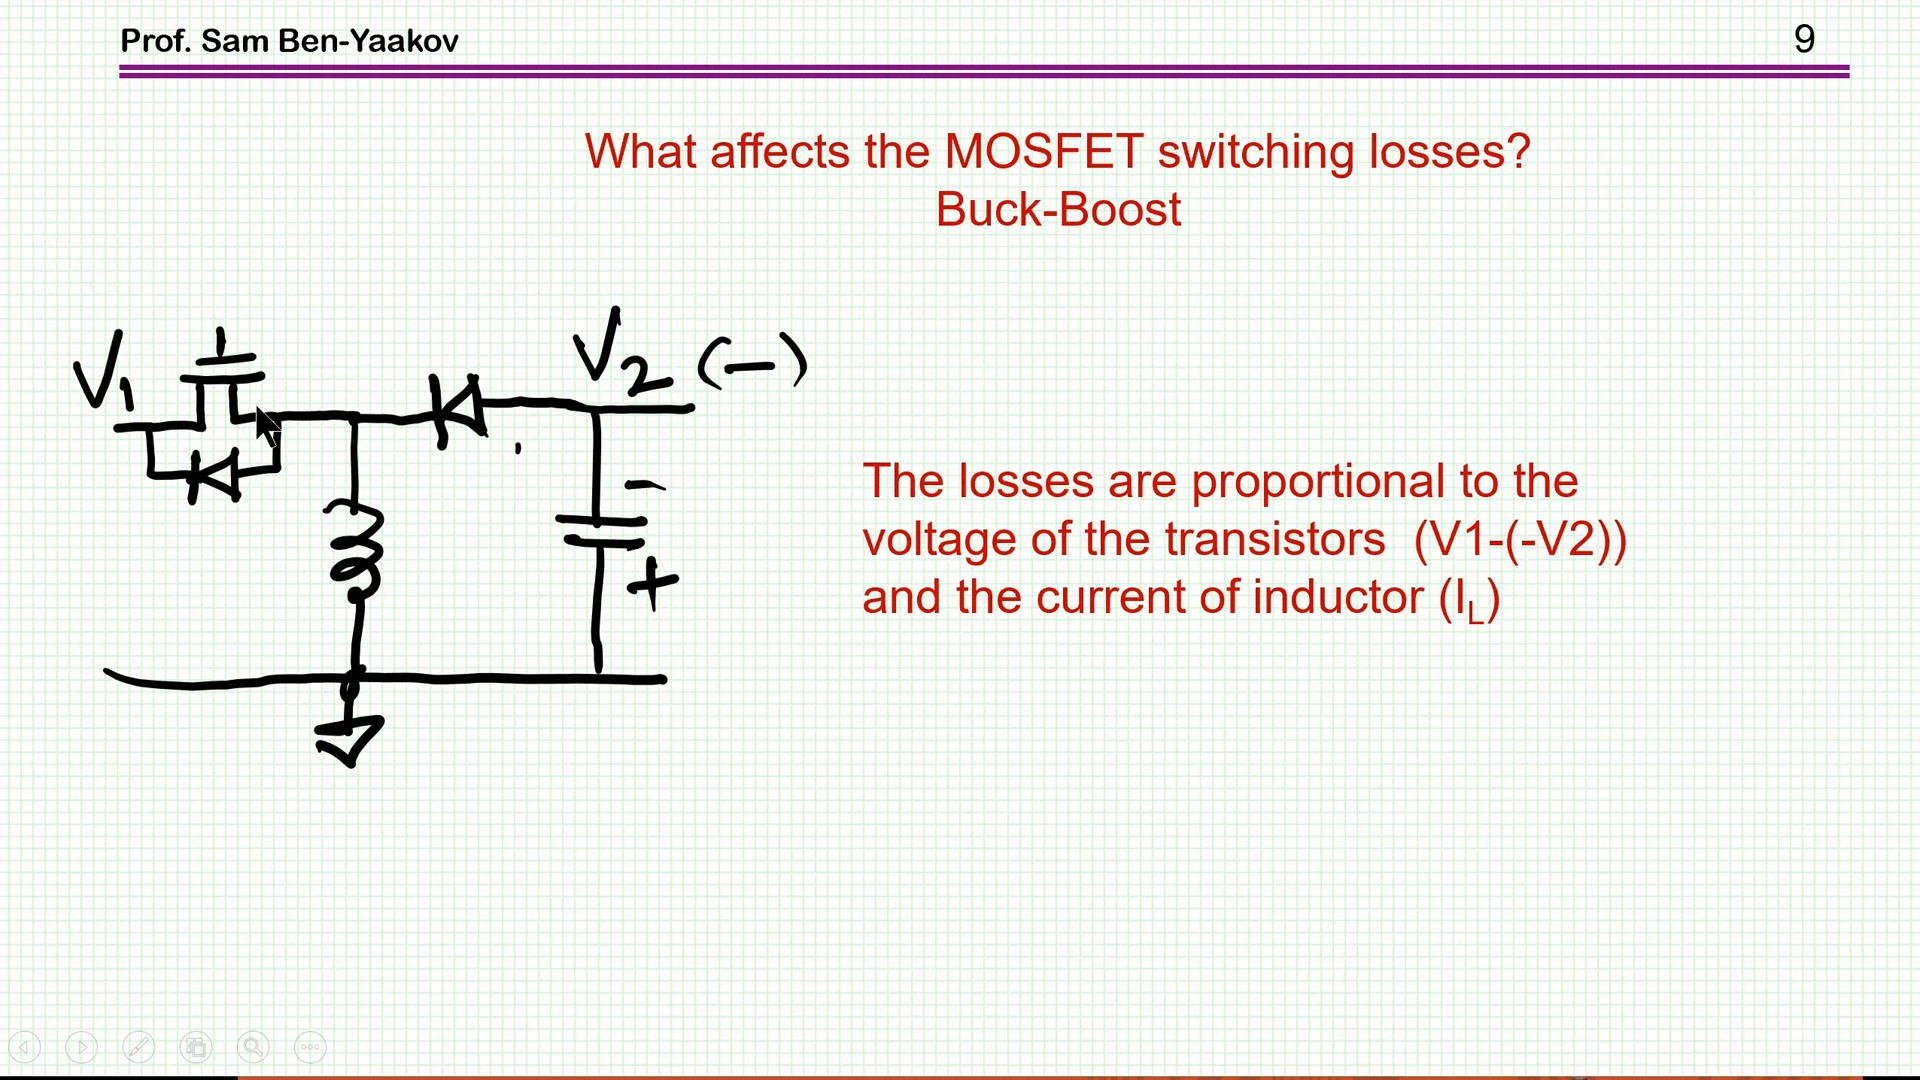 Prof. Sam Ben-Yaakov
9
What affects the MOSFET switching losses?
Buck-Boost
V1
V2 (-)
-
+
The losses are proportional to the
voltage of the transistors (V1-(-V2))
and the current of inductor (IL)